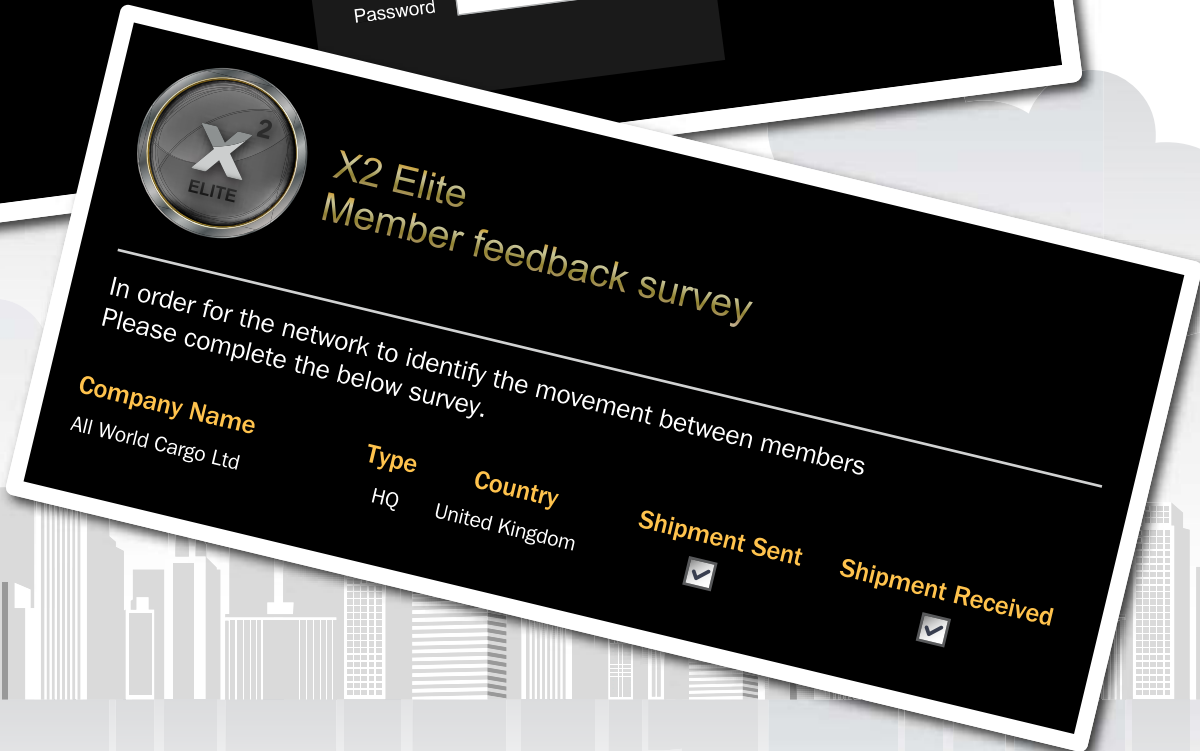 Password
X 2
ELITE
X2 Elite
Member feedback survey
In order for the network to identify the movement between members
Please complete the below survey.
Company Name Type Country Shipment Sent Shipment Received
All World Cargo Ltd HQ United Kingdom